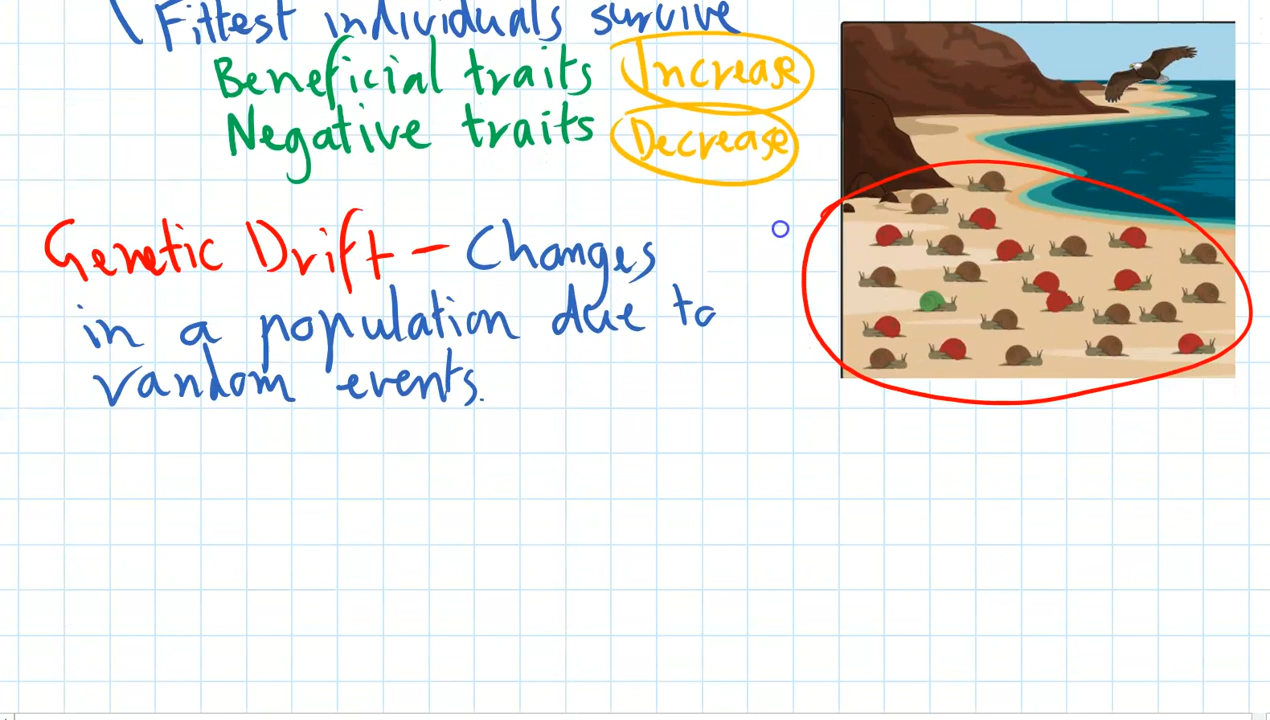 Fittest individuals survive
Beneficial traits Increase
Negative traits Decrease
Genetic Drift - Changes
in a population due to
random events.